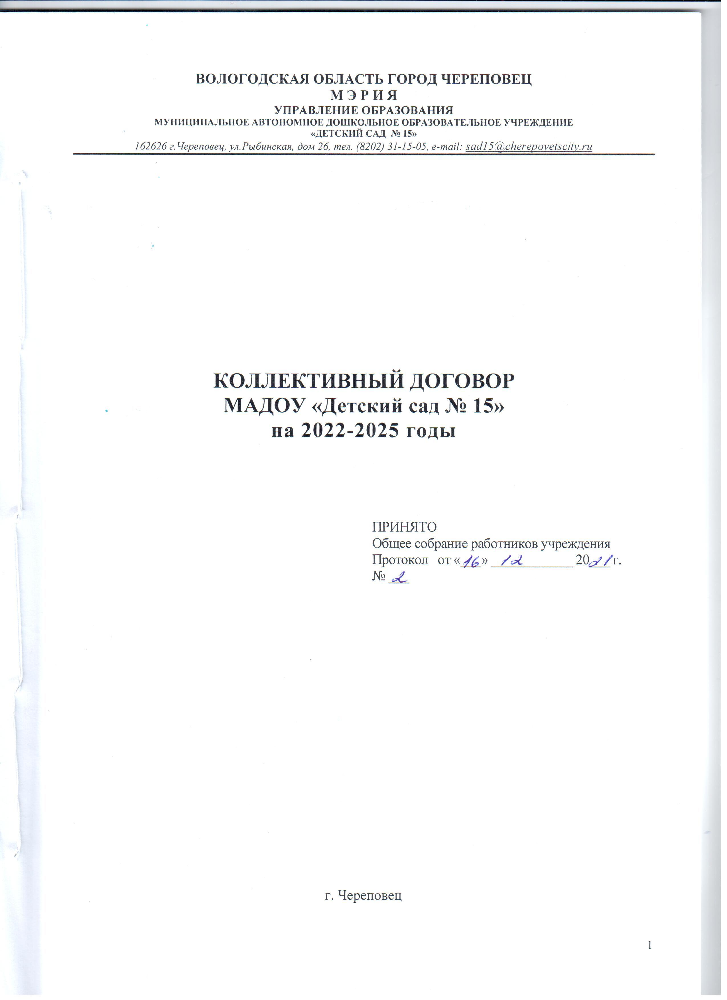 ВОЛОГОДСКАЯ ОБЛАСТЬ ГОРОД ЧЕРЕПОВЕЦ
М Э Р И Я
УПРАВЛЕНИЕ ОБРАЗОВАНИЯ
МУНИЦИПАЛЬНОЕ АВТОНОМНОЕ ДОШКОЛЬНОЕ ОБРАЗОВАТЕЛЬНОЕ УЧРЕЖДЕНИЕ
«ДЕТСКИЙ САД № 15»
162626 г.Череповец, ул.Рыбинская, дом 26, тел. (8202) 31-15-05, e-mail: sad15@cherepovetscity.ru
КОЛЛЕКТИВНЫЙ ДОГОВОР
МАДОУ «Детский сад № 15»
на 2022-2025 годы
ПРИНЯТО
Общее собрание работников учреждения
Протокол от «16» 12 2021 г.
№ 2
г. Череповец
1